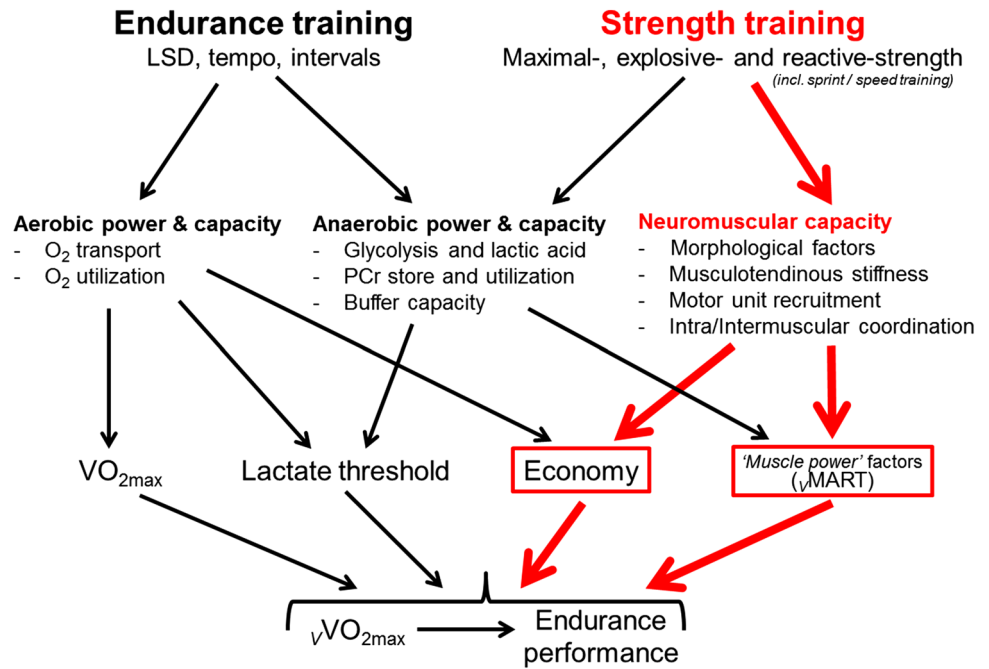 Endurance training
LSD, tempo, intervals
Strength training
Maximal-, explosive- and reactive-strength
(incl. sprint / speed training)
Aerobic power & capacity
- O2 transport
- O2 utilization
Anaerobic power & capacity
- Glycolysis and lactic acid
- PCr store and utilization
- Buffer capacity
Neuromuscular capacity
- Morphological factors
- Musculotendinous stiffness
- Motor unit recruitment
- Intra/Intermuscular coordination
VO2max
Lactate threshold
Economy
‘Muscle power’ factors
(VMART)
VVO2max
Endurance
performance